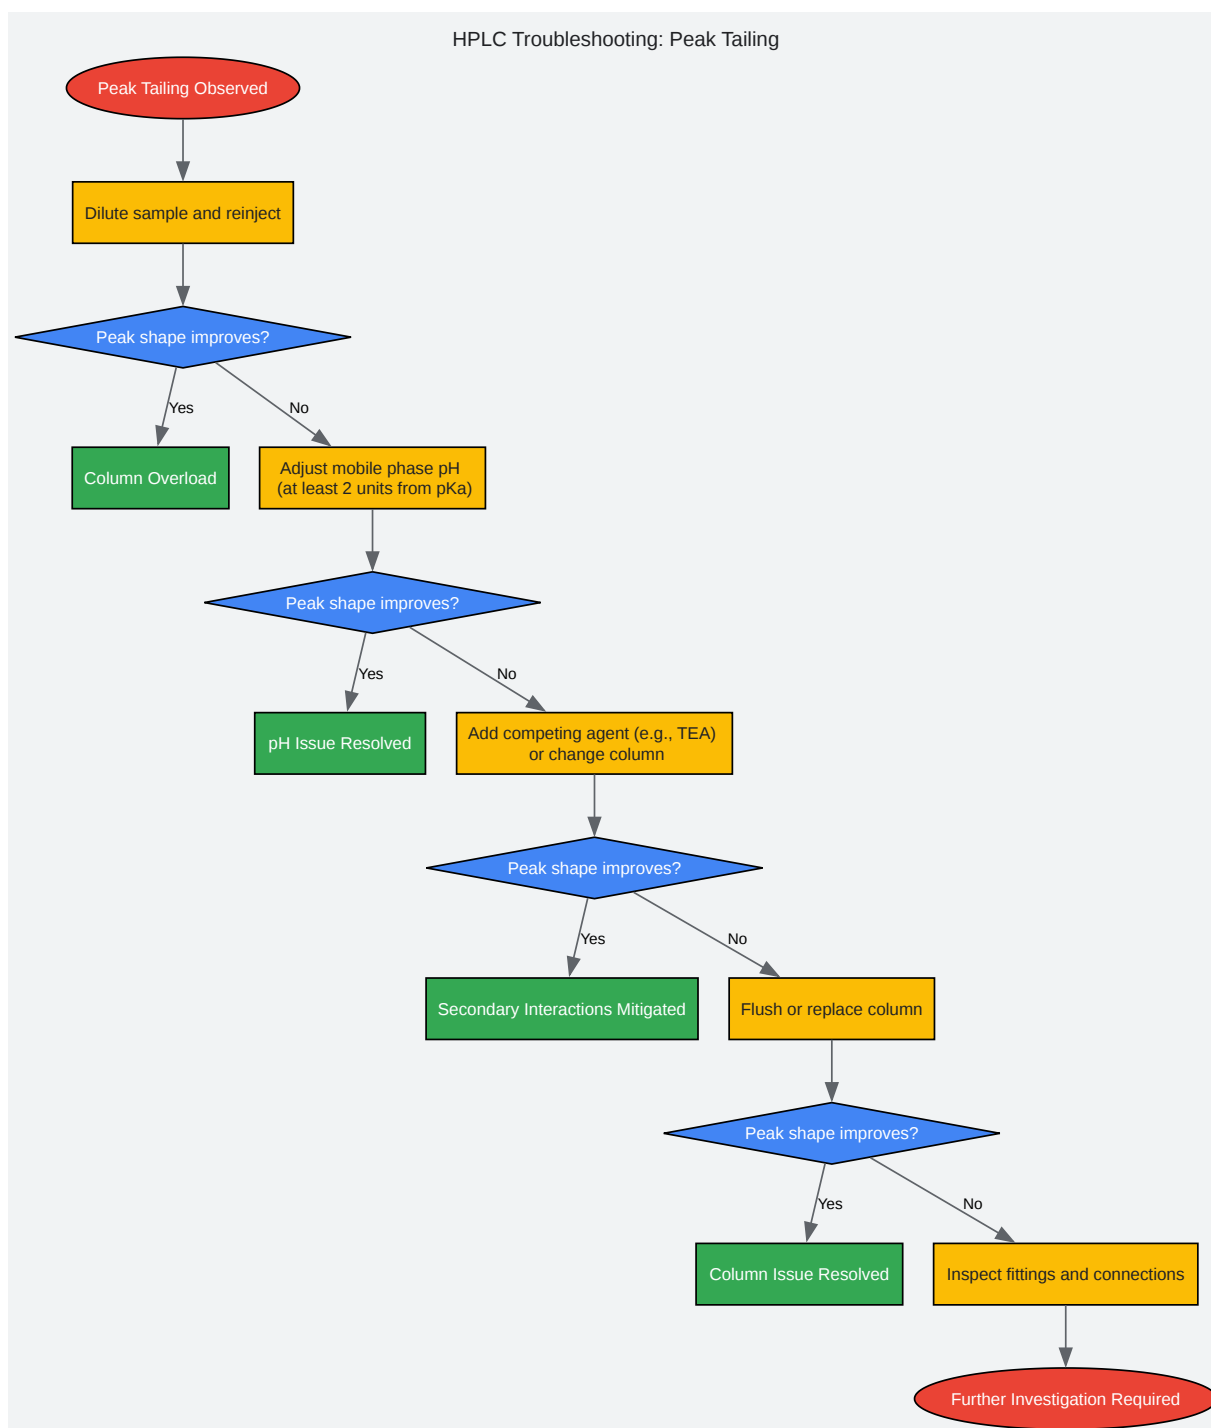 HPLC Troubleshooting: Peak Tailing
Peak Tailing Observed
Dilute sample and reinject
Peak shape improves?
Yes
No
Column Overload
Adjust mobile phase pH
(at least 2 units from pKa)
Peak shape improves?
Yes
No
pH Issue Resolved
Add competing agent (e.g., TEA)
or change column
Peak shape improves?
Yes
No
Secondary Interactions Mitigated
Flush or replace column
Peak shape improves?
Yes
No
Column Issue Resolved
Inspect fittings and connections
Further Investigation Required